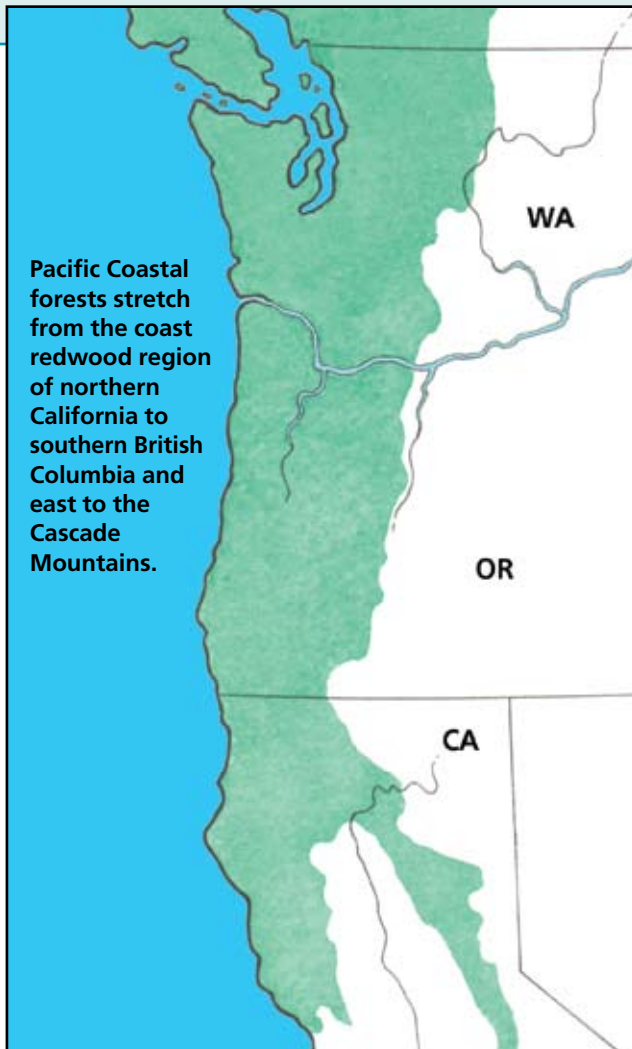 Pacific Coastal
forests stretch
from the coast
redwood region
of northern
California to
southern British
Columbia and
east to the
Cascade
Mountains.
WA
OR
CA